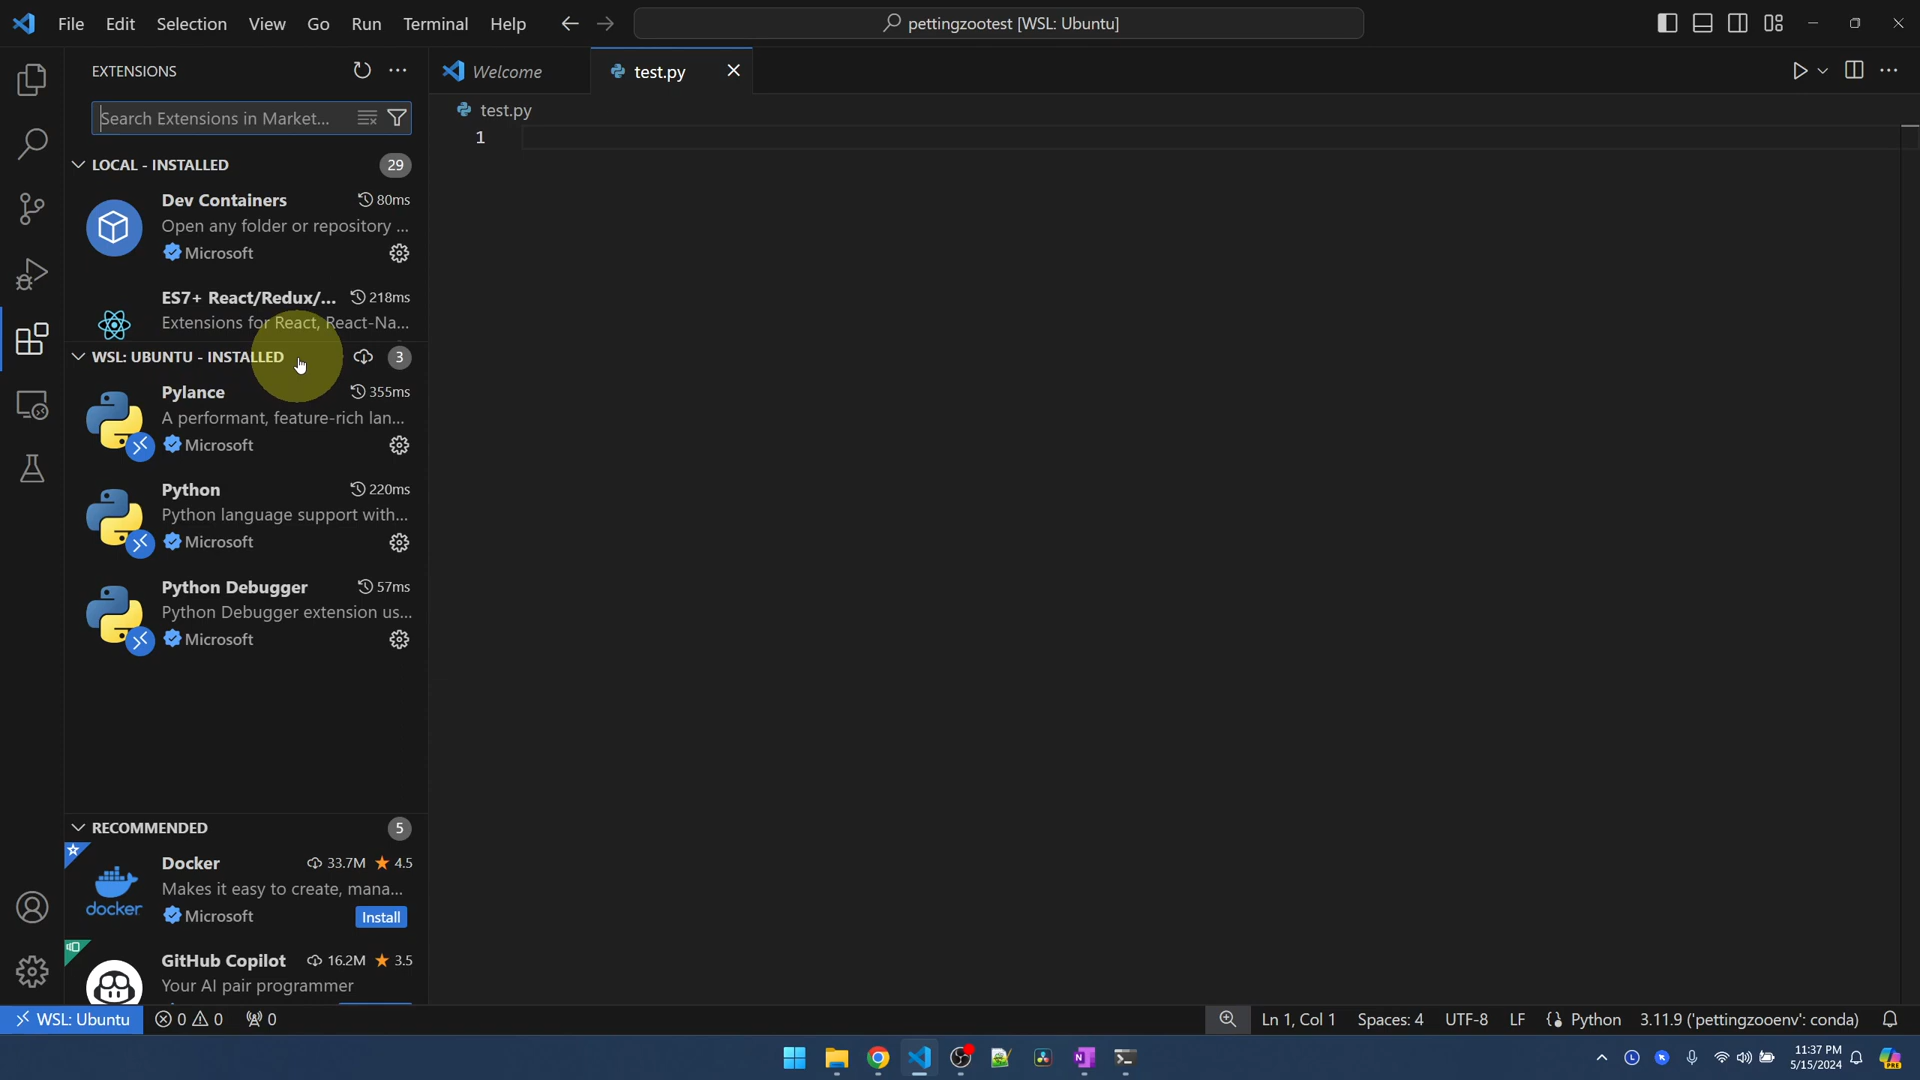 File Edit Selection View Go Run Terminal Help
pettingzootest [WSL: Ubuntu]
EXTENSIONS
Search Extensions in Market...
LOCAL - INSTALLED 29
Dev Containers 80ms
Open any folder or repository ...
Microsoft
ES7+ React/Redux/... 218ms
Extensions for React, React-Na...
WSL: UBUNTU - INSTALLED 3
Pylance 355ms
A performant, feature-rich lan...
Microsoft
Python 220ms
Python language support with...
Microsoft
Python Debugger 57ms
Python Debugger extension us...
Microsoft
RECOMMENDED 5
Docker 33.7M 4.5
Makes it easy to create, mana...
docker
Microsoft Install
GitHub Copilot 16.2M 3.5
Your AI pair programmer
Welcome test.py
test.py
1
WSL: Ubuntu 0 0 0
Ln 1, Col 1 Spaces: 4 UTF-8 LF Python 3.11.9 ('pettingzooenv': conda)
11:37 PM
5/15/2024